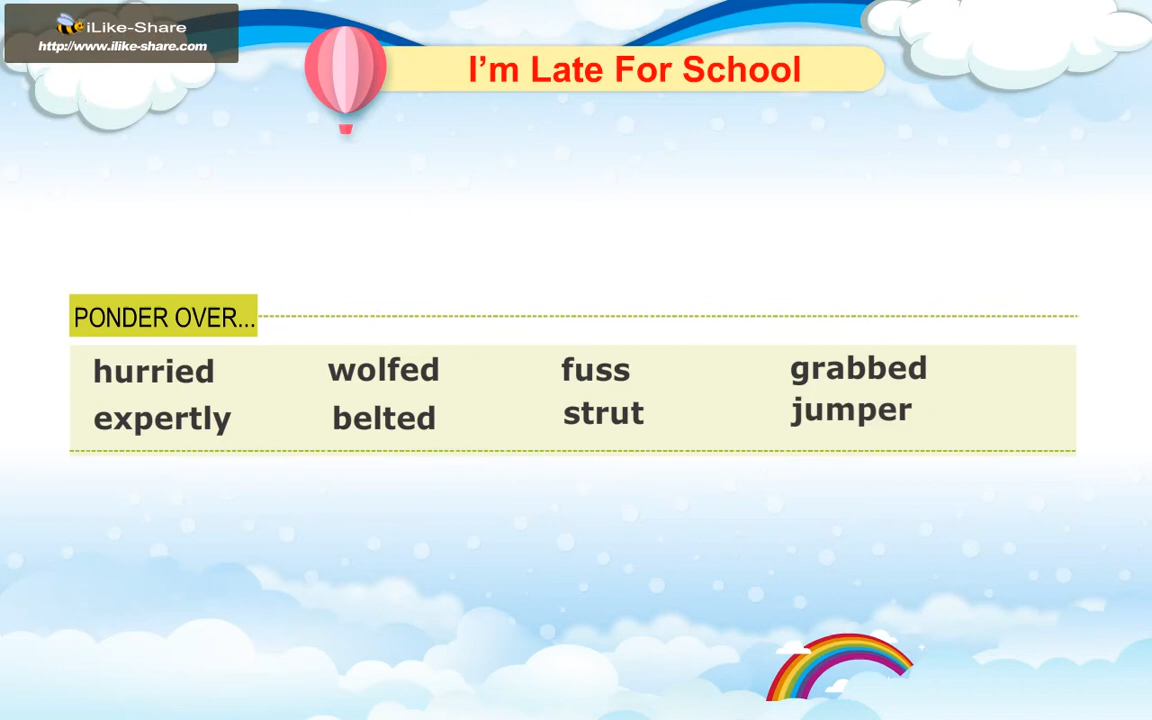 iLike-Share
http://www.ilike-share.com
I’m Late For School
PONDER OVER...
hurried wolfed fuss grabbed
expertly belted strut jumper